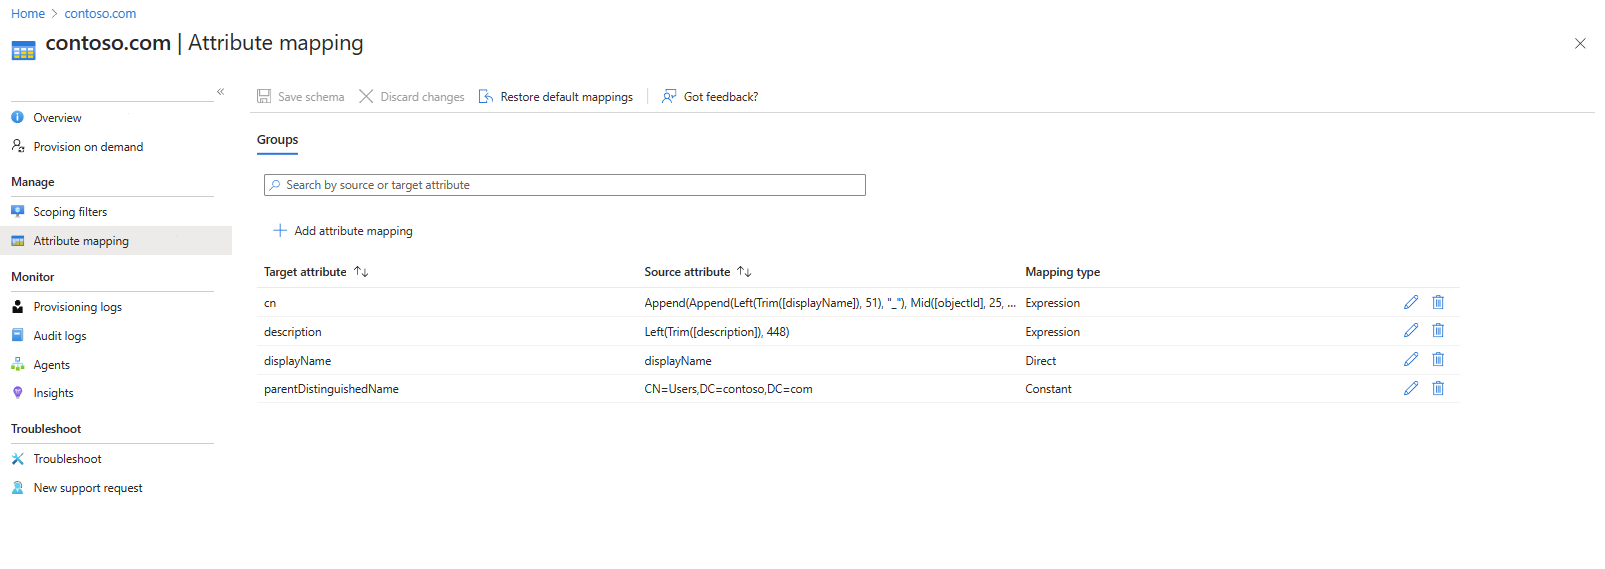 Home > contoso.com
contoso.com | Attribute mapping
«
Save schema Discard changes Restore default mappings Got feedback?
Overview
Provision on demand
Manage
Scoping filters
Attribute mapping
Monitor
Provisioning logs
Audit logs
Agents
Insights
Troubleshoot
Troubleshoot
New support request
Groups
Search by source or target attribute
Add attribute mapping
Target attribute Source attribute Mapping type
cn Append(Append(Left(Trim([displayName]), 51), "_"), Mid([objectId], 25, ... Expression
description Left(Trim([description]), 448) Expression
displayName displayName Direct
parentDistinguishedName CN=Users,DC=contoso,DC=com Constant